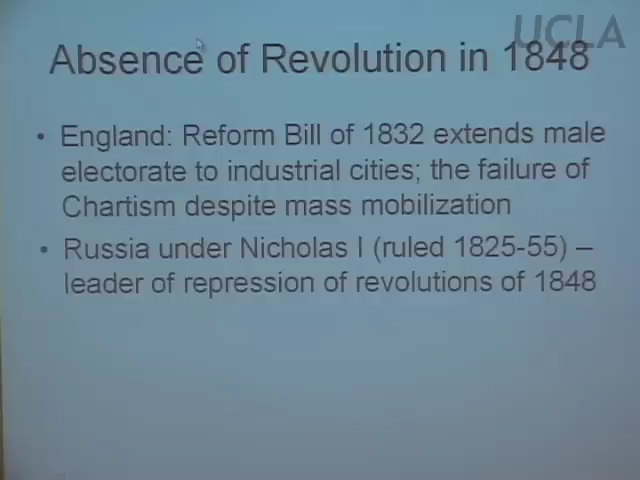 UCLA
Absence of Revolution in 1848
• England: Reform Bill of 1832 extends male
electorate to industrial cities; the failure of
Chartism despite mass mobilization
• Russia under Nicholas I (ruled 1825-55) –
leader of repression of revolutions of 1848